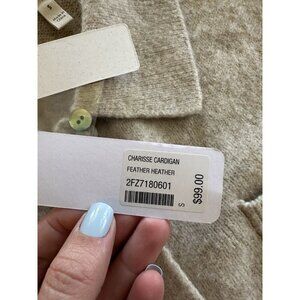 S
CHARISSE CARDIGAN
FEATHER HEATHER
2FZ7180601
S
$99.00